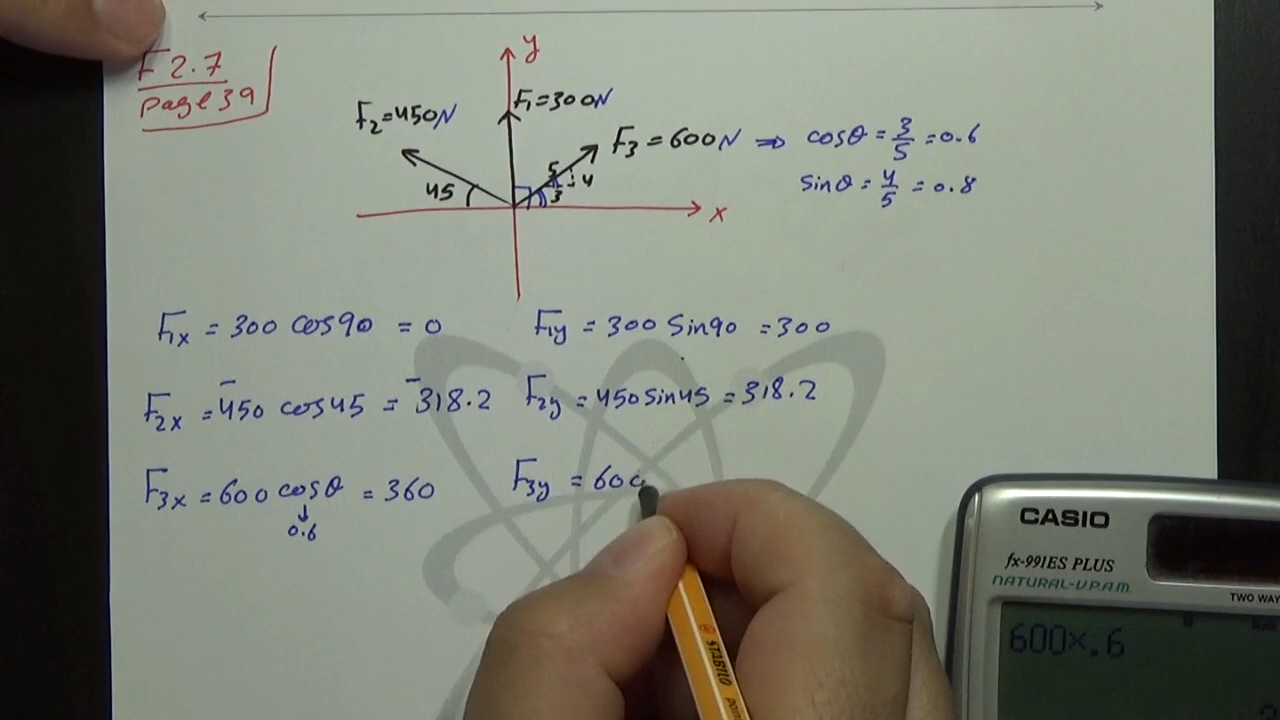 F2.7
page 39
y
F₁=300N
F₂=450N
F₃=600N ⇒ cosθ = 3/5 = 0.6
sinθ = 4/5 = 0.8
45
5
4
3
x
F₁x = 300 cos90 = 0 F₁y = 300 Sin90 = 300
F₂x = -450 cos45 = -318.2 F₂y = 450 sin45 = 318.2
F₃x = 600 cosθ = 360 F₃y = 600
0.6
CASIO
fx-991ES PLUS
NATURAL-V.P.A.M.
TWO WAY
600×.6
STABILO
point